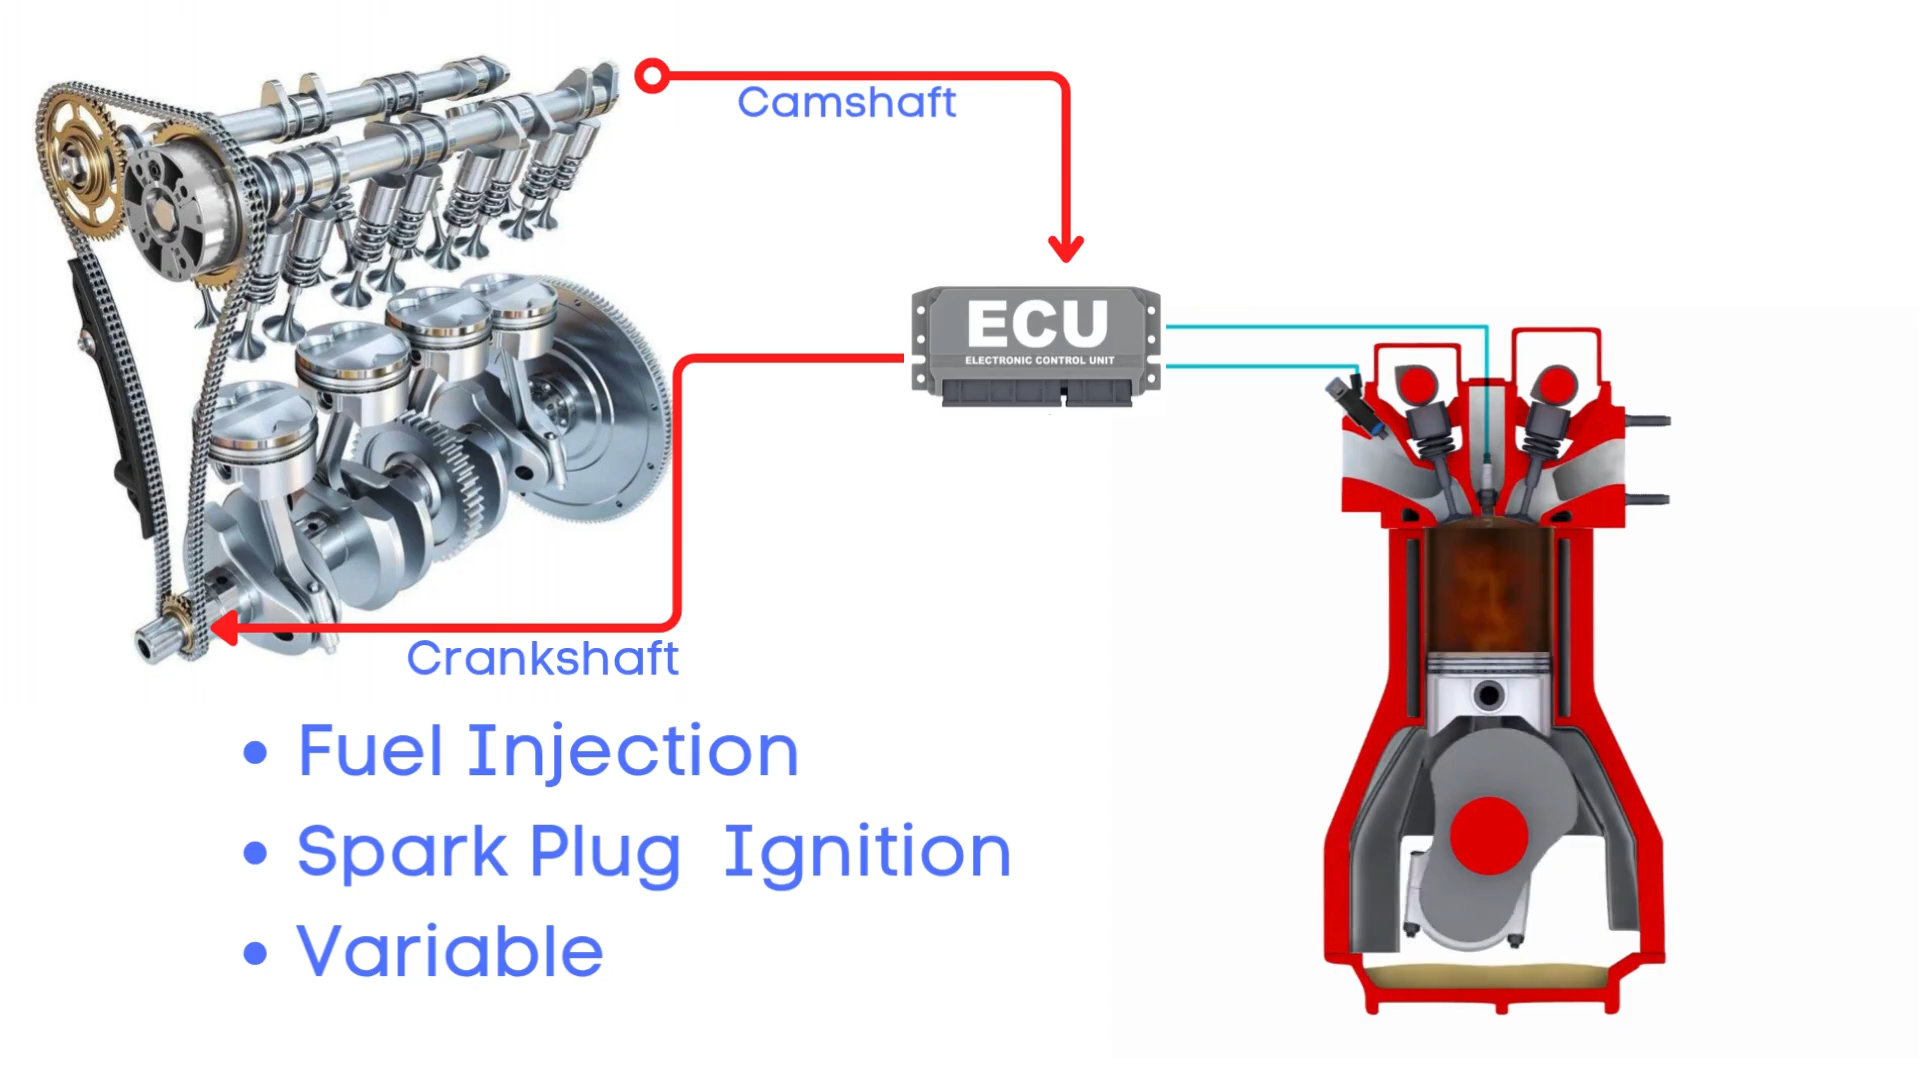 Camshaft
ECU
ELECTRONIC CONTROL UNIT
Crankshaft
• Fuel Injection
• Spark Plug Ignition
• Variable